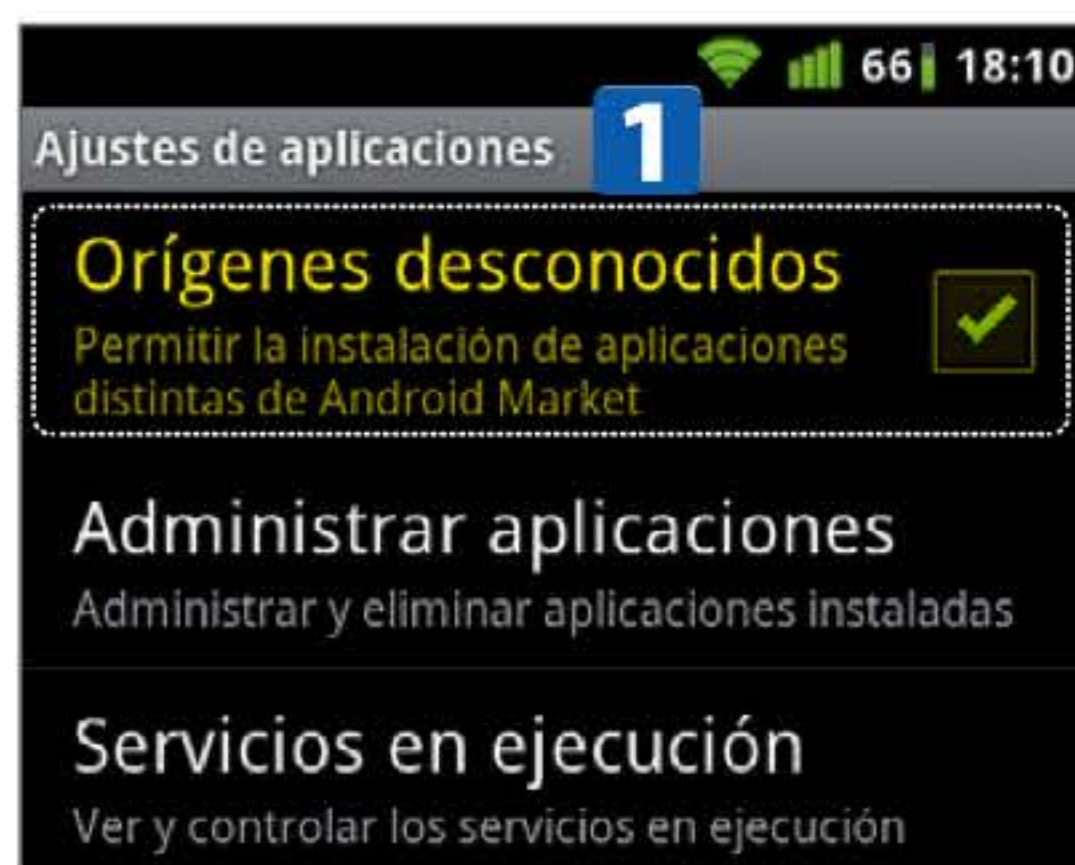 66 18:10
Ajustes de aplicaciones 1
Orígenes desconocidos
Permitir la instalación de aplicaciones
distintas de Android Market
Administrar aplicaciones
Administrar y eliminar aplicaciones instaladas
Servicios en ejecución
Ver y controlar los servicios en ejecución